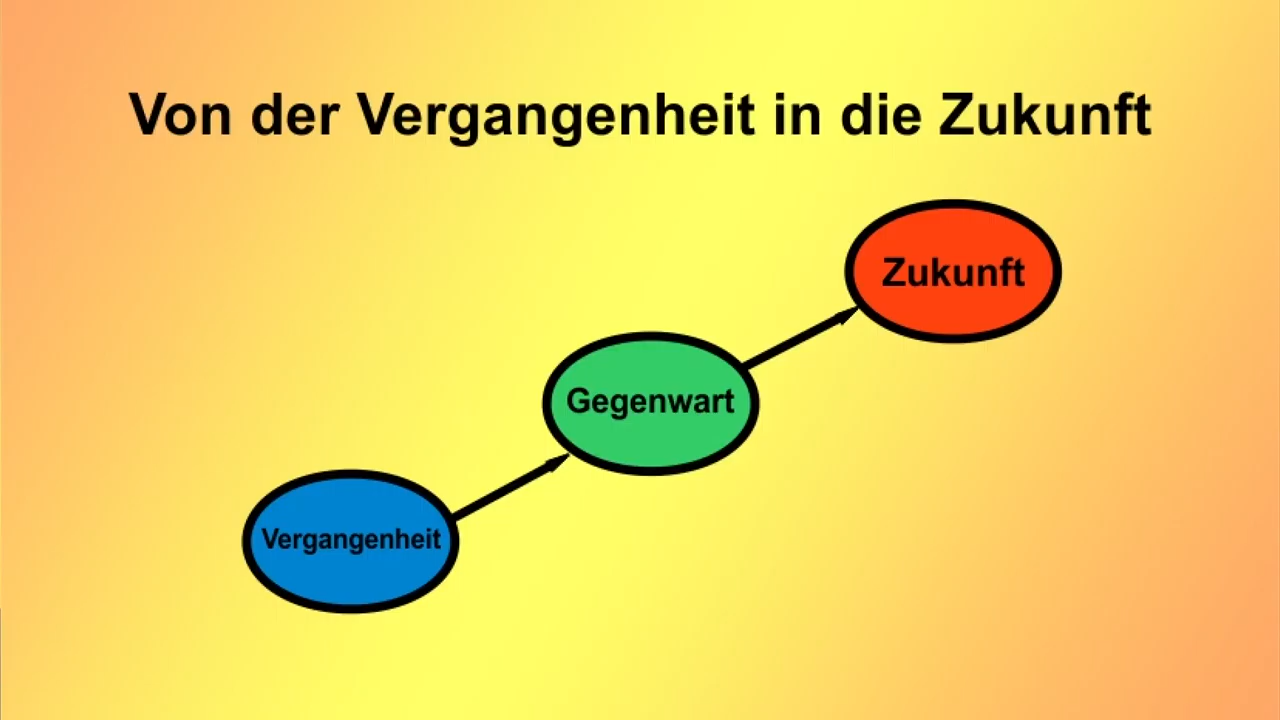 Von der Vergangenheit in die Zukunft
Zukunft
Gegenwart
Vergangenheit